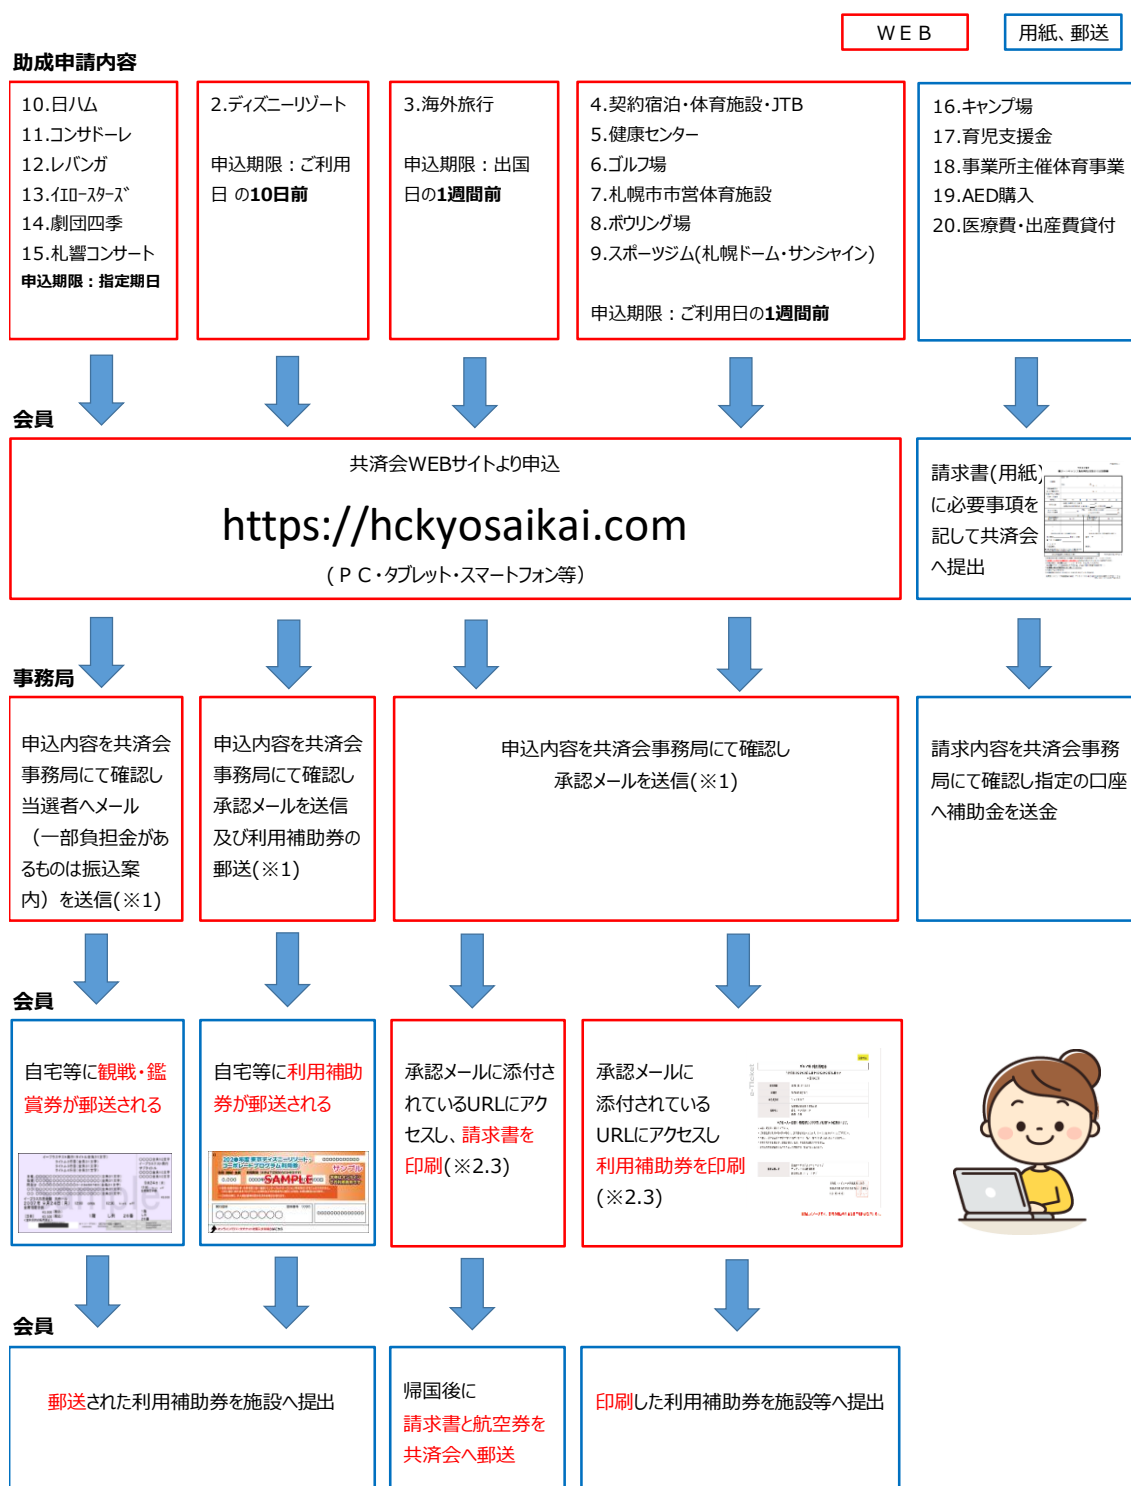 ＷＥＢ
用紙、郵送
助成申請内容
10.日ハム
11.コンサドーレ
12.レバンガ
13.ｲｴﾛｰｽﾀｰｽﾞ
14.劇団四季
15.札響コンサート
申込期限：指定期日
2.ディズニーリゾート
申込期限：ご利用
日 の10日前
3.海外旅行
申込期限：出国
日の1週間前
4.契約宿泊・体育施設・JTB
5.健康センター
6.ゴルフ場
7.札幌市市営体育施設
8.ボウリング場
9.スポーツジム(札幌ドーム・サンシャイン)
申込期限：ご利用日の1週間前
16.キャンプ場
17.育児支援金
18.事業所主催体育事業
19.AED購入
20.医療費・出産費貸付
会員
共済会WEBサイトより申込
https://hckyosaikai.com
(ＰＣ・タブレット・スマートフォン等)
請求書(用紙)
に必要事項を
記して共済会
へ提出
事務局
申込内容を共済会
事務局にて確認し
当選者へメール
（一部負担金があ
るものは振込案
内）を送信(※1)
申込内容を共済会
事務局にて確認し
承認メールを送信
及び利用補助券の
郵送(※1)
申込内容を共済会事務局にて確認し
承認メールを送信(※1)
請求内容を共済会事務
局にて確認し指定の口座
へ補助金を送金
会員
自宅等に観戦・鑑
賞券が郵送される
自宅等に利用補助
券が郵送される
サンプル
SAMPLE
承認メールに添付さ
れているURLにアク
セスし、請求書を
印刷(※2.3)
承認メールに
添付されている
URLにアクセスし
利用補助券を印刷
(※2.3)
e-Ticket
会員
郵送された利用補助券を施設へ提出
帰国後に
請求書と航空券を
共済会へ郵送
印刷した利用補助券を施設等へ提出